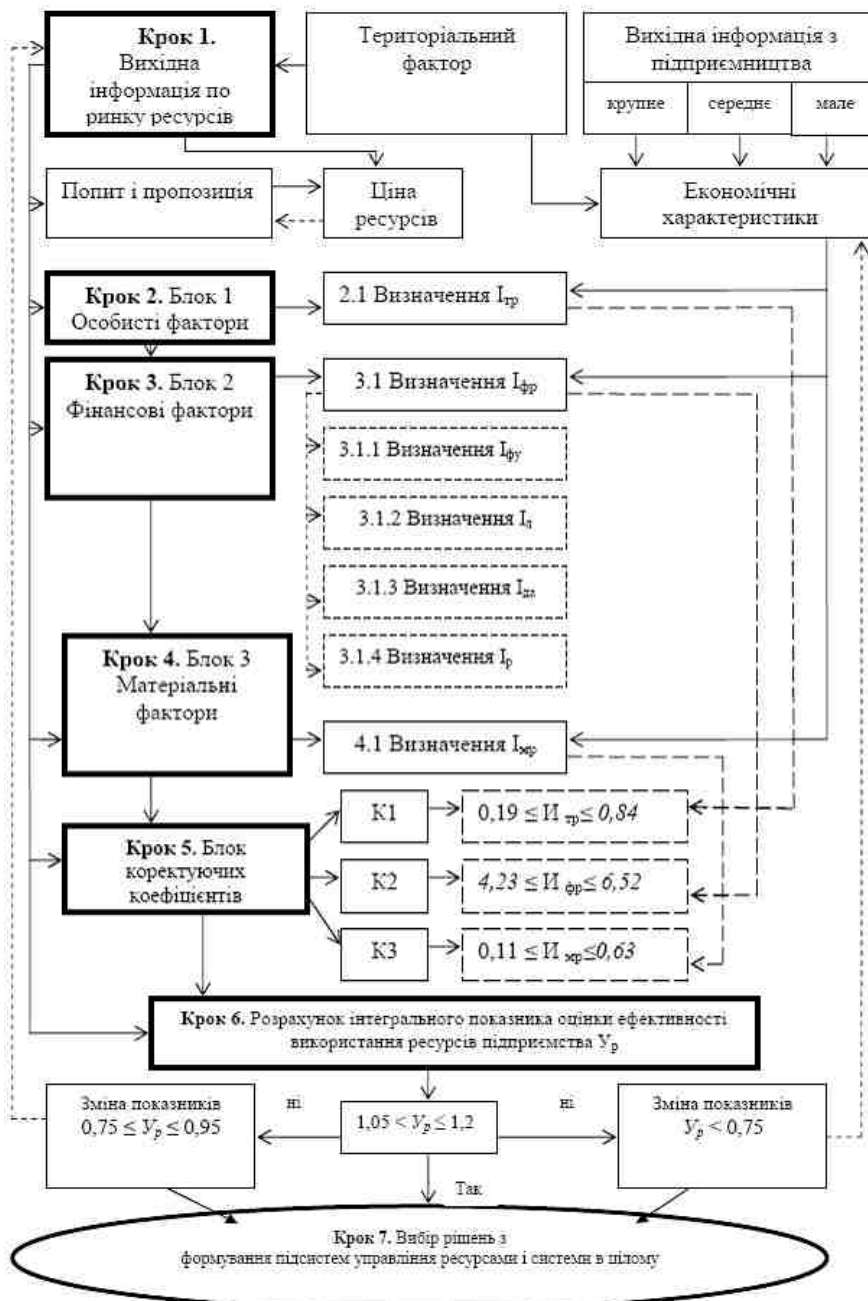 Крок 1.
Вихідна
інформація по
ринку ресурсів
Територіальний
фактор
Вихідна інформація з
підприємництва
крупне
середнє
мале
Попит і пропозиція
Ціна
ресурсів
Економічні
характеристики
Крок 2. Блок 1
Особисті фактори
2.1 Визначення Iтр
Крок 3. Блок 2
Фінансові фактори
3.1 Визначення Iфр
3.1.1 Визначення Iфу
3.1.2 Визначення Iл
3.1.3 Визначення Iда
3.1.4 Визначення Iр
Крок 4. Блок 3
Матеріальні
фактори
4.1 Визначення Iмр
Крок 5. Блок
коректуючих
коефіцієнтів
К1
0,19 ≤ И тр ≤ 0,84
К2
4,23 ≤ И фр ≤ 6,52
К3
0,11 ≤ И мр ≤0,63
Крок 6. Розрахунок інтегрального показника оцінки ефективності
використання ресурсів підприємства Ур
Зміна показників
0,75 ≤ Ур ≤ 0,95
ні
1,05 < Ур ≤ 1,2
ні
Зміна показників
Ур < 0,75
Так
Крок 7. Вибір рішень з
формування підсистем управління ресурсами і системи в цілому